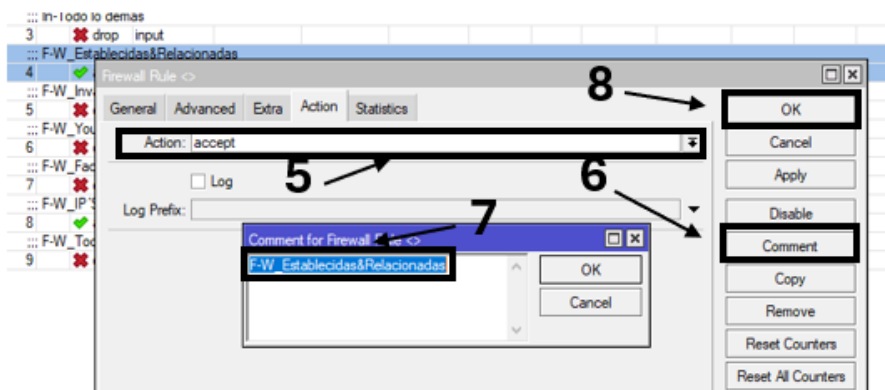 ::: In-Todo lo demas
3 drop input
::: F-W_Establecidas&Relacionadas
4
Firewall Rule <>
::: F-W_Inv
5
::: F-W_You
6
::: F-W_Fac
7
::: F-W_IP'S
8
::: F-W_Tod
9
General Advanced Extra Action Statistics
Action: accept
Log
Log Prefix:
5
6
7
8
Comment for Firewall Rule <>
F-W_Establecidas&Relacionadas
OK
Cancel
OK
Cancel
Apply
Disable
Comment
Copy
Remove
Reset Counters
Reset All Counters